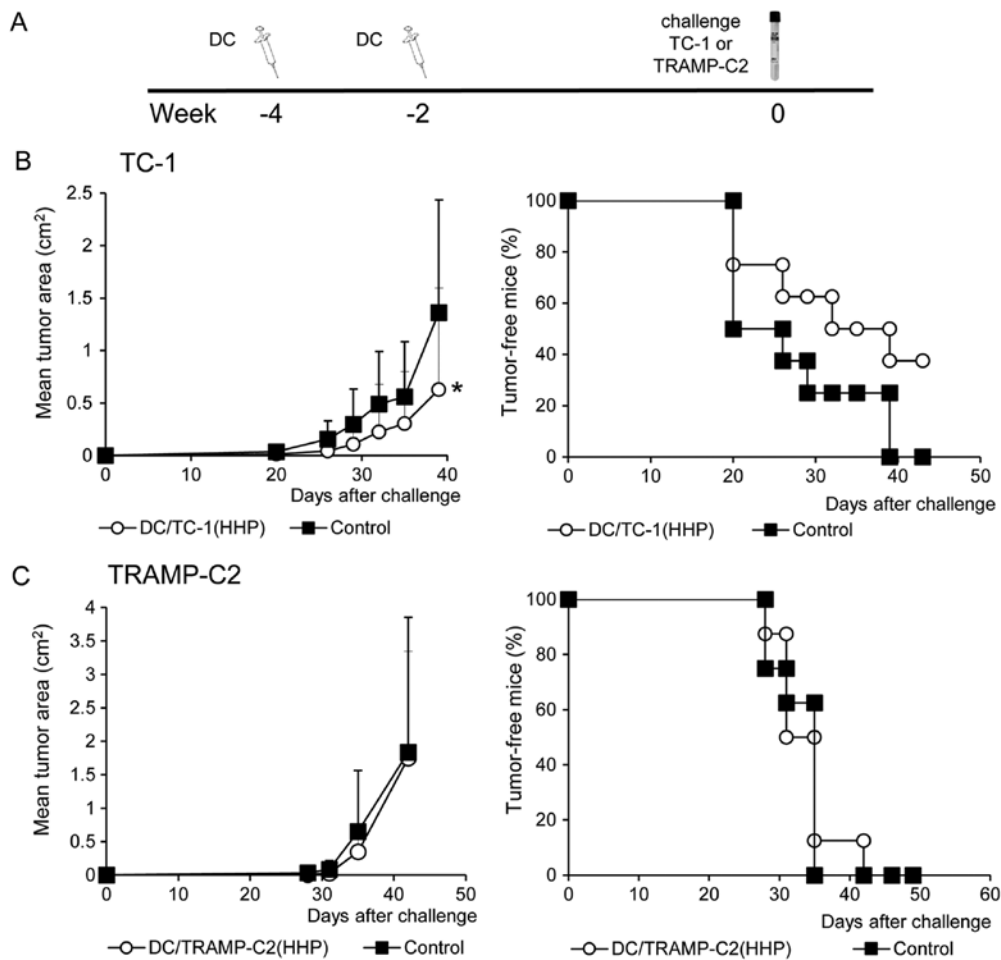 A
DC
DC
challenge
TC-1 or
TRAMP-C2
Week -4 -2 0
B TC-1
Mean tumor area (cm²)
2.5
2
1.5
1
0.5
0
0 10 20 30 40
*
Days after challenge
DC/TC-1(HHP) Control
Tumor-free mice (%)
100
80
60
40
20
0
0 10 20 30 40 50
Days after challenge
DC/TC-1(HHP) Control
C TRAMP-C2
Mean tumor area (cm²)
4
3.5
3
2.5
2
1.5
1
0.5
0
0 10 20 30 40 50
Days after challenge
DC/TRAMP-C2(HHP) Control
Tumor-free mice (%)
100
80
60
40
20
0
0 10 20 30 40 50 60
Days after challenge
DC/TRAMP-C2(HHP) Control